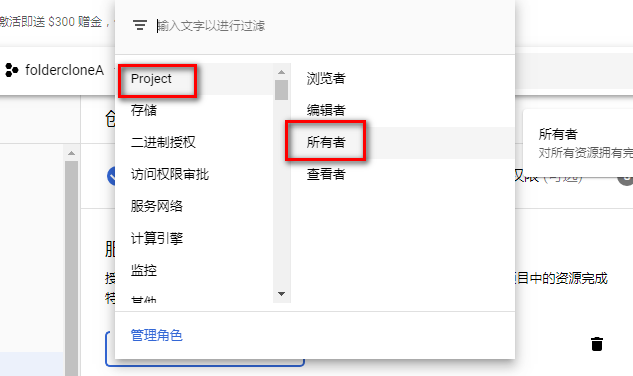 激活即送 $300 赠金，
输入文字以进行过滤
foldercloneA
Project
存储
二进制授权
访问权限审批
服务网络
计算引擎
监控
其他
浏览者
编辑者
所有者
查看者
所有者
对所有资源拥有完
权限 (可选)
创
服
授
特
项目中的资源完成
管理角色